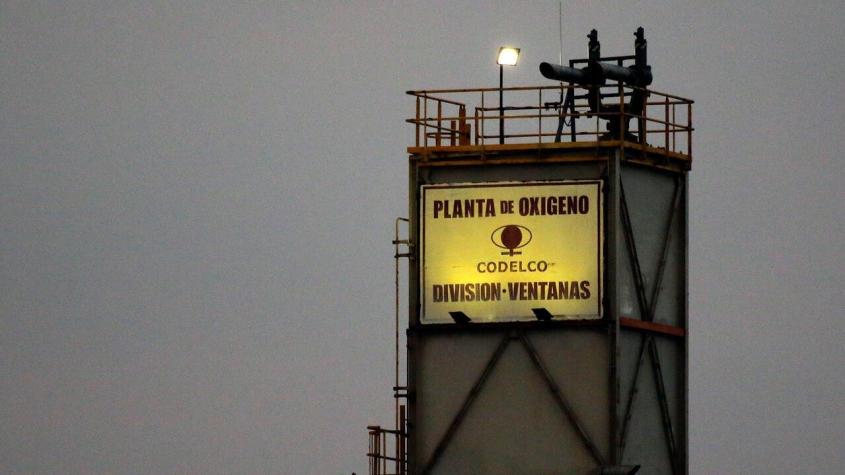 PLANTA DE OXIGENO
CODELCO
DIVISION·VENTANAS